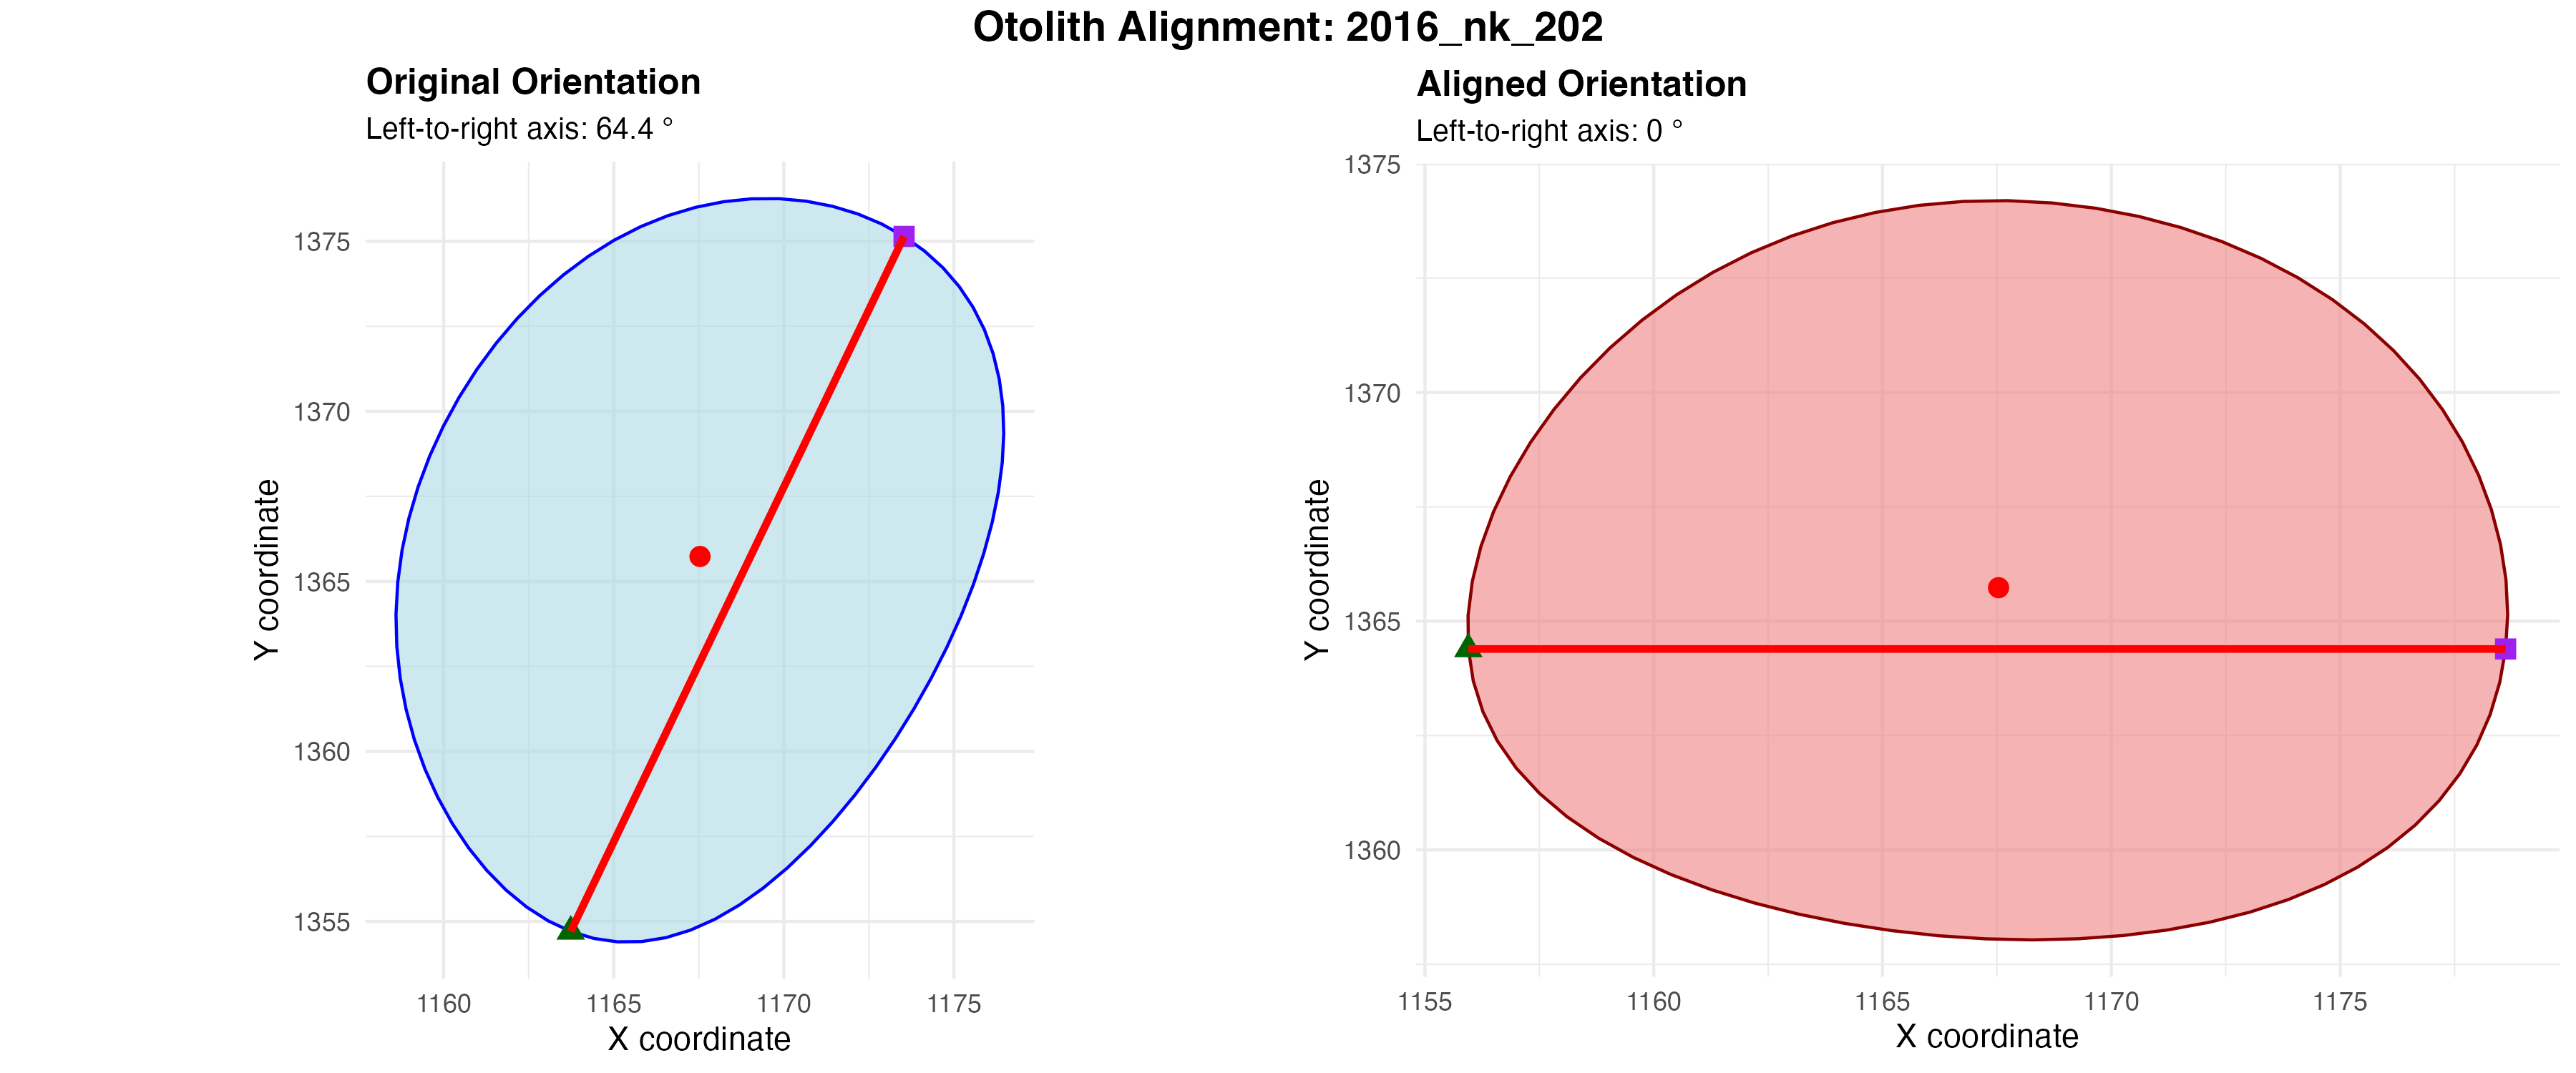 Otolith Alignment: 2016_nk_202
Original Orientation
Left-to-right axis: 64.4 °
1375
1370
1365
1360
1355
Y coordinate
1160 1165 1170 1175
X coordinate
Aligned Orientation
Left-to-right axis: 0 °
1375
1370
1365
1360
Y coordinate
1155 1160 1165 1170 1175
X coordinate